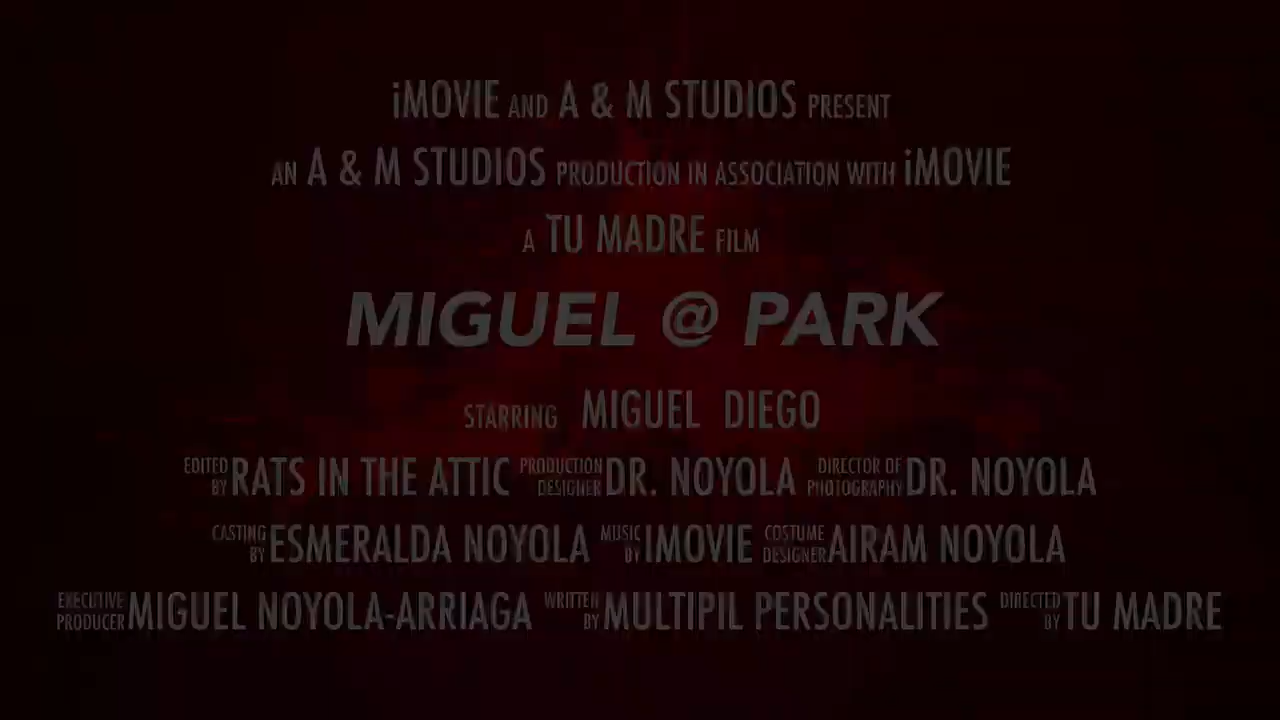 iMOVIE AND A & M STUDIOS PRESENT
AN A & M STUDIOS PRODUCTION IN ASSOCIATION WITH iMOVIE
A TU MADRE FILM
MIGUEL @ PARK
STARRING MIGUEL DIEGO
EDITED BY RATS IN THE ATTIC PRODUCTION DESIGNER DR. NOYOLA DIRECTOR OF PHOTOGRAPHY DR. NOYOLA
CASTING BY ESMERALDA NOYOLA MUSIC BY IMOVIE COSTUME DESIGNER AIRAM NOYOLA
EXECUTIVE PRODUCER MIGUEL NOYOLA-ARRIAGA WRITTEN BY MULTIPIL PERSONALITIES DIRECTED BY TU MADRE